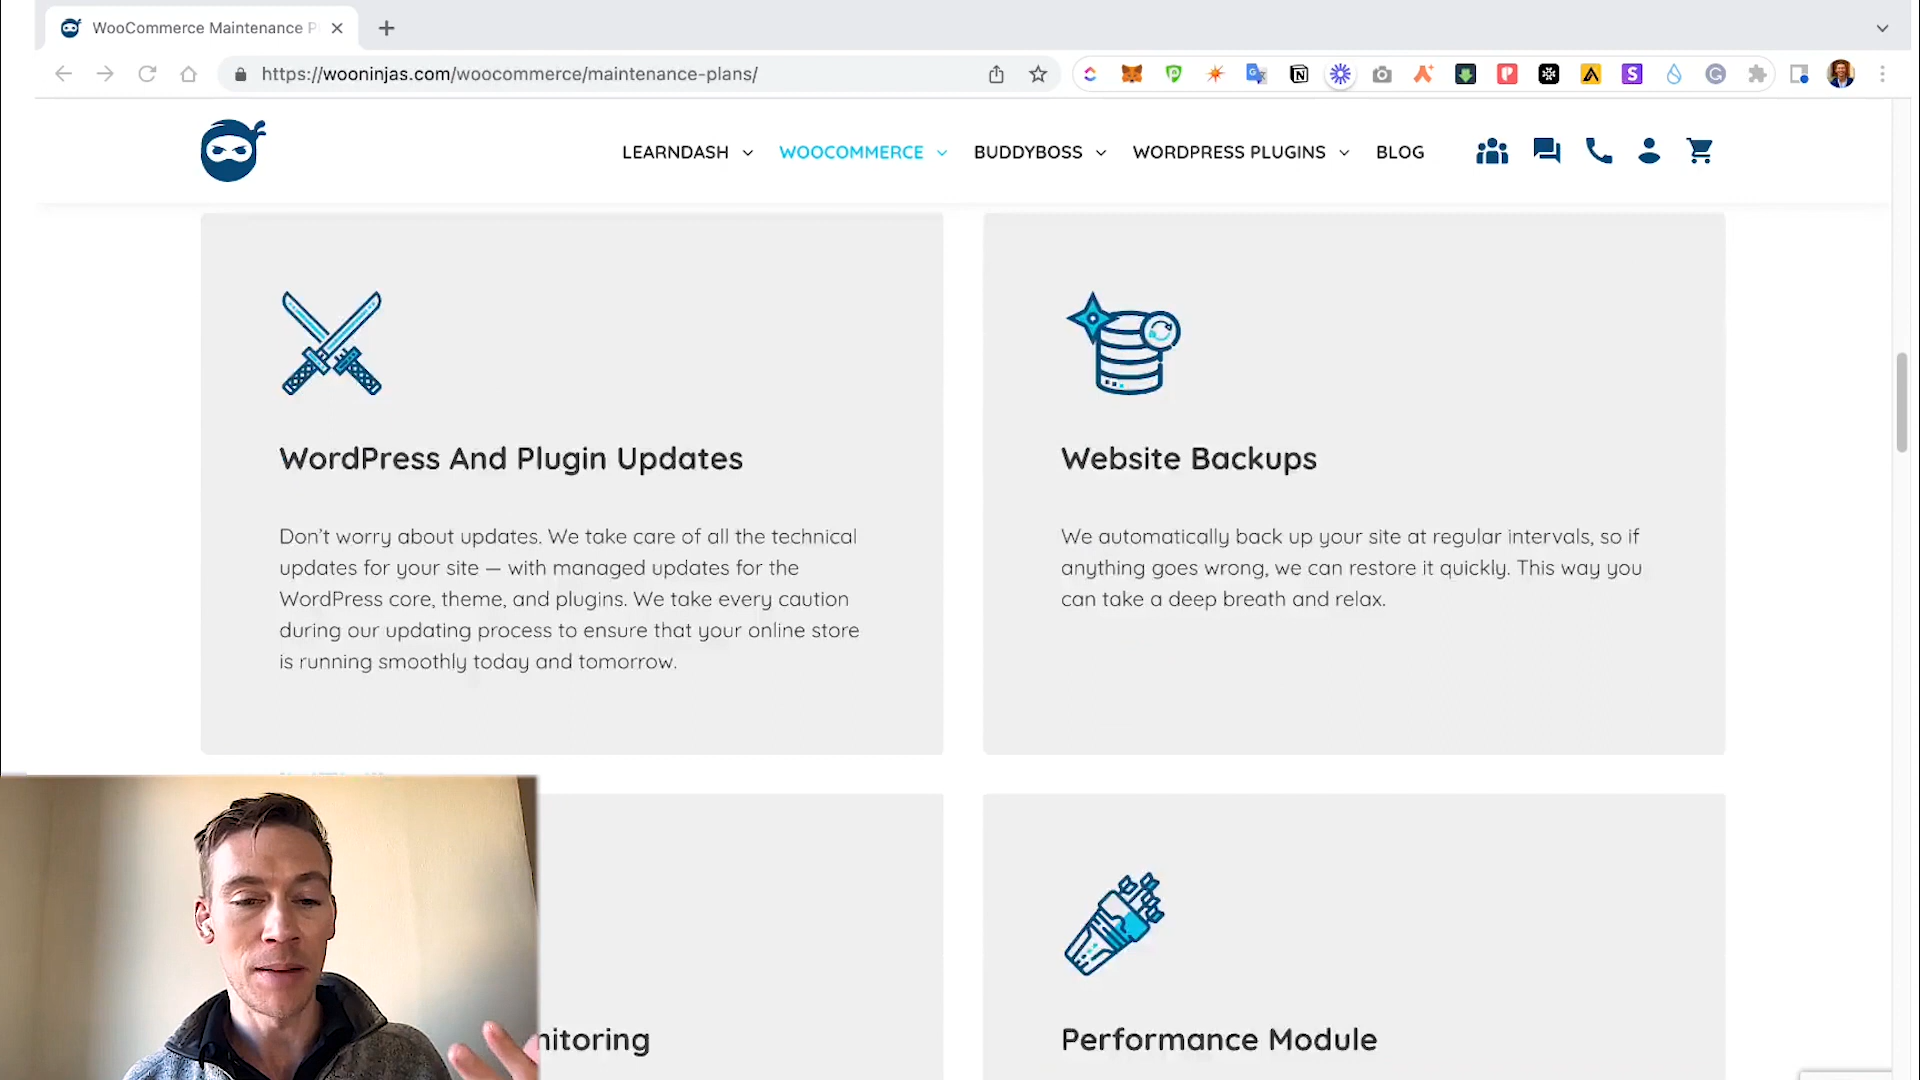 WooCommerce Maintenance P
https://wooninjas.com/woocommerce/maintenance-plans/
LEARNDASH
WOOCOMMERCE
BUDDYBOSS
WORDPRESS PLUGINS
BLOG
WordPress And Plugin Updates
Don't worry about updates. We take care of all the technical
updates for your site — with managed updates for the
WordPress core, theme, and plugins. We take every caution
during our updating process to ensure that your online store
is running smoothly today and tomorrow.
Website Backups
We automatically back up your site at regular intervals, so if
anything goes wrong, we can restore it quickly. This way you
can take a deep breath and relax.
nitoring
Performance Module